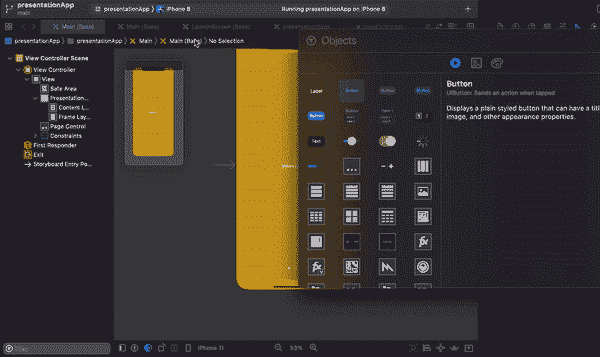 presentationApp
main
presentationApp 〉 iPhone 8
Running presentationApp on iPhone 8
Main (Base)
Main (Base)
LaunchScreen (Base)
presentationApp 〉 presentationApp 〉 Main 〉 Main (Base) 〉 No Selection
Objects
View Controller Scene
View Controller
View
Safe Area
Presentation...
Content L...
Frame Lay...
Page Control
Constraints
First Responder
Exit
Storyboard Entry Po...
Label
Button
Button
Button
Button
Text
Button
UIButton: Sends an action when tapped
Displays a plain styled button that can have a titl
image, and other appearance properties.
Filter
iPhone 11
53%